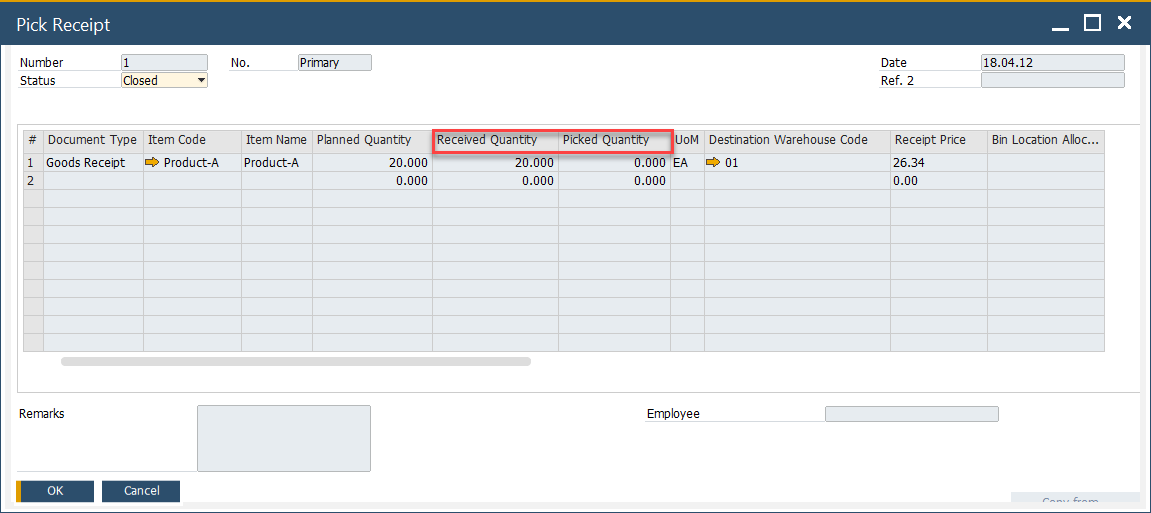 Pick Receipt
Number 1 No. Primary Date 18.04.12
Status Closed Ref. 2
# Document Type Item Code Item Name Planned Quantity Received Quantity Picked Quantity UoM Destination Warehouse Code Receipt Price Bin Location Alloc...
1 Goods Receipt Product-A Product-A 20.000 20.000 0.000 EA 01 26.34
2 0.000 0.000 0.000 0.00
Remarks Employee
OK Cancel
Copy from